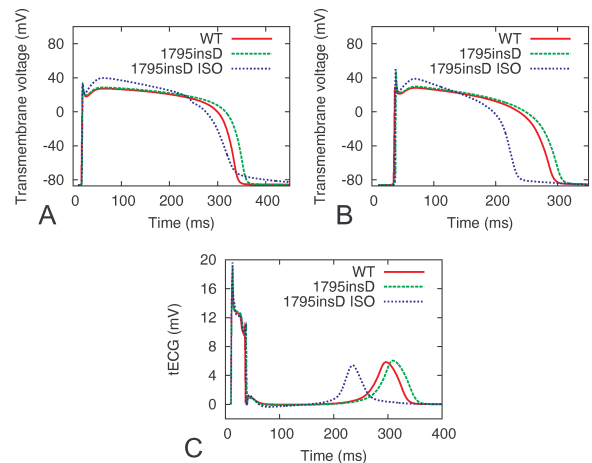 WT
1795insD
1795insD ISO
Transmembrane voltage (mV)
80
40
0
-40
-80
0 100 200 300 400
Time (ms)
A
WT
1795insD
1795insD ISO
Transmembrane voltage (mV)
80
40
0
-40
-80
0 100 200 300
Time (ms)
B
WT
1795insD
1795insD ISO
tECG (mV)
20
16
12
8
4
0
0 100 200 300 400
Time (ms)
C